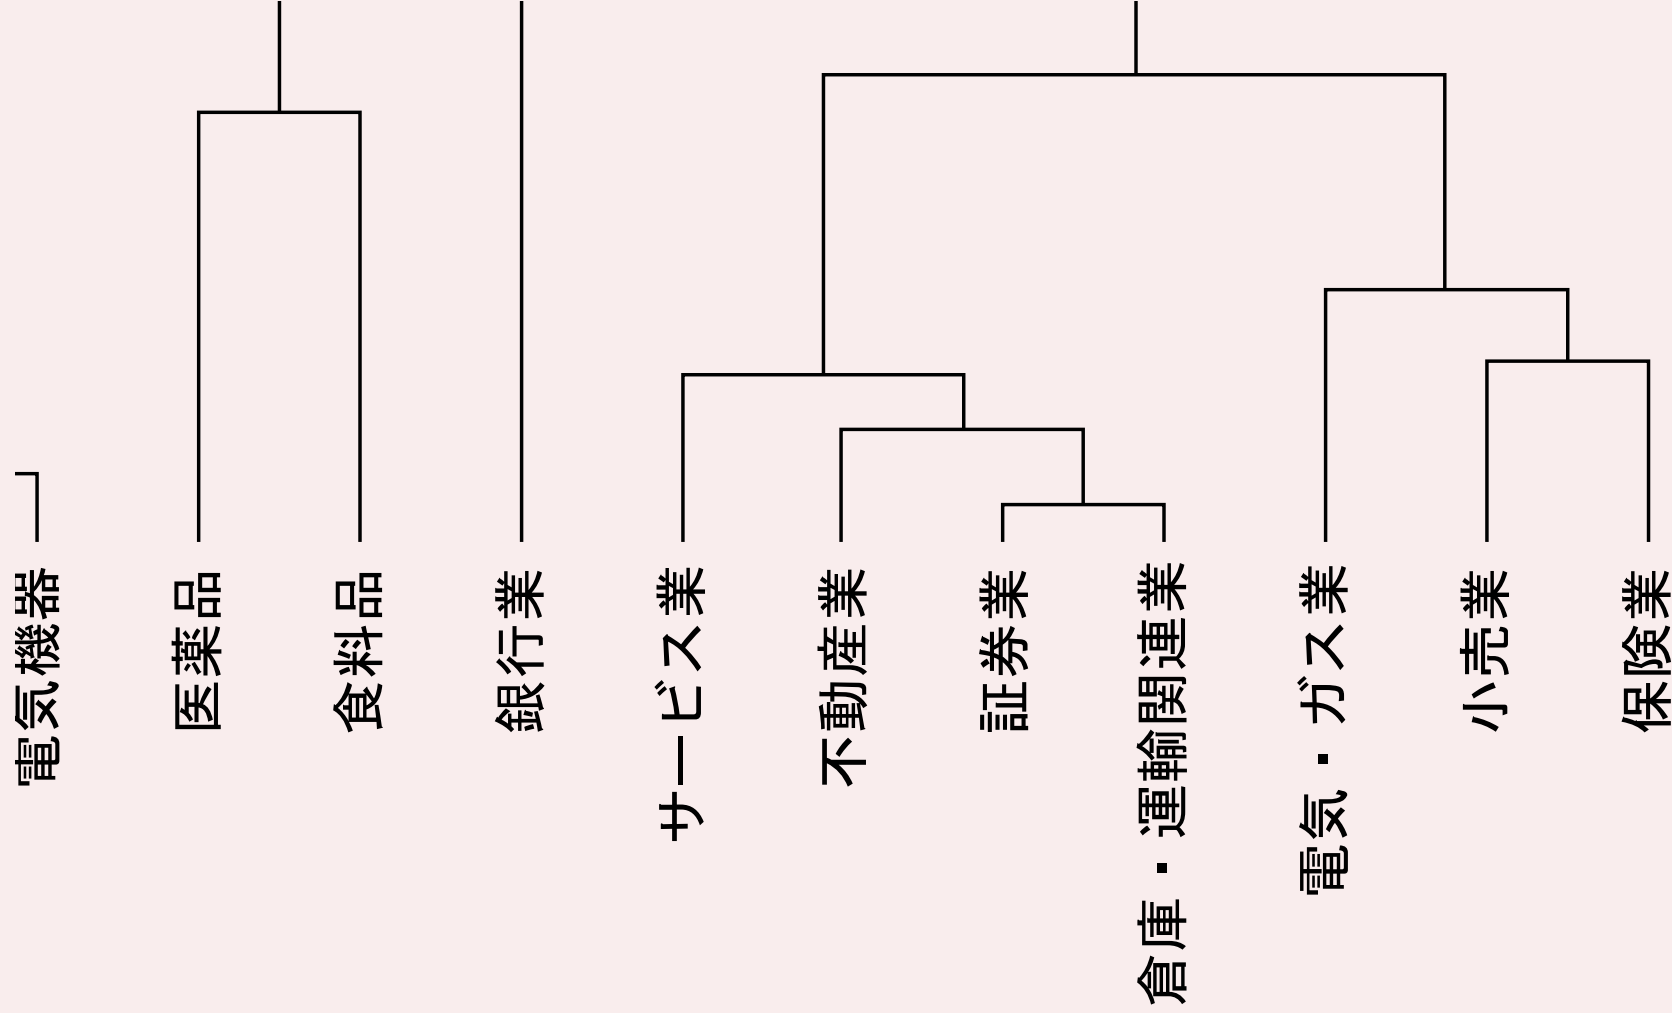 電気機器
医薬品
食料品
銀行業
サービス業
不動産業
証券業
倉庫・運輸関連業
電気・ガス業
小売業
保険業